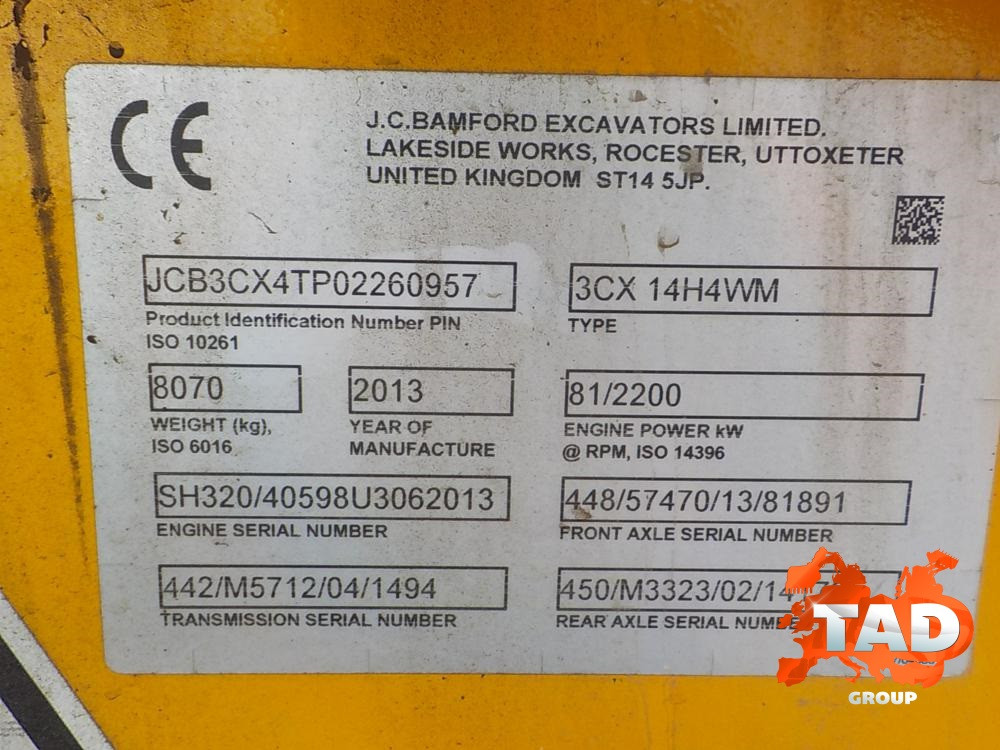 CE
J.C.BAMFORD EXCAVATORS LIMITED.
LAKESIDE WORKS, ROCESTER, UTTOXETER
UNITED KINGDOM ST14 5JP.
JCB3CX4TP02260957
Product Identification Number PIN
ISO 10261
3CX 14H4WM
TYPE
8070
WEIGHT (kg),
ISO 6016
2013
YEAR OF
MANUFACTURE
81/2200
ENGINE POWER kW
@ RPM, ISO 14396
SH320/40598U3062013
ENGINE SERIAL NUMBER
448/57470/13/81891
FRONT AXLE SERIAL NUMBER
442/M5712/04/1494
TRANSMISSION SERIAL NUMBER
REAR AXLE SERIAL
TAD
GROUP